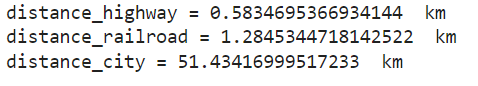 distance_highway = 0.5834695366934144  km
distance_railroad = 1.2845344718142522  km
distance_city = 51.43416999517233  km